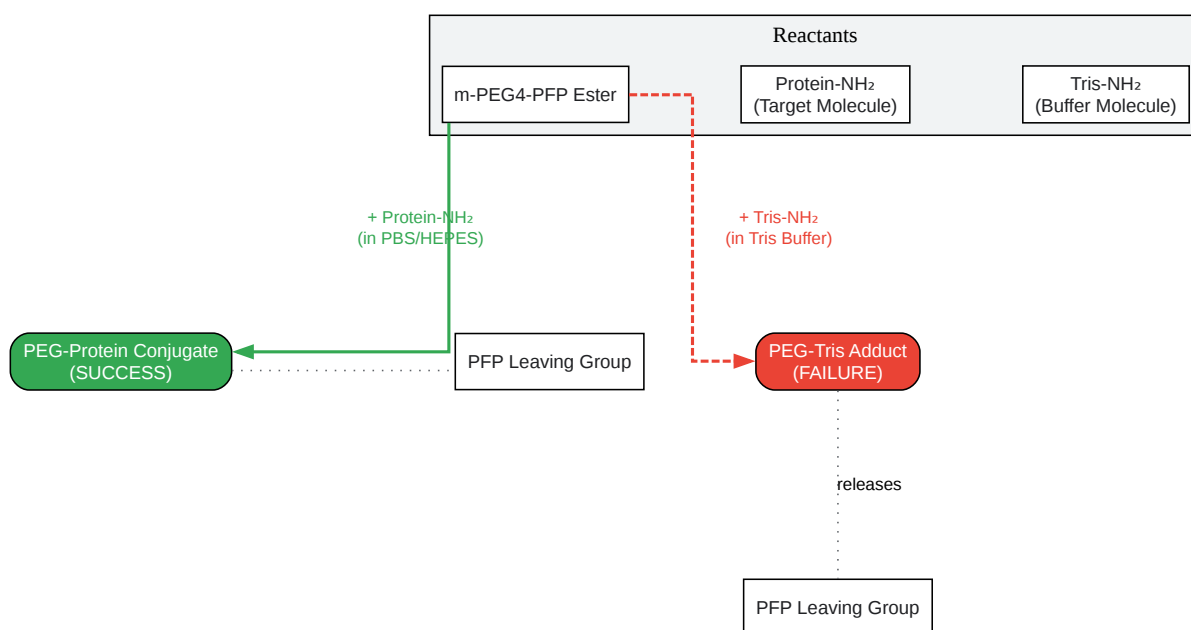 Reactants
m-PEG4-PFP Ester
Protein-NH₂
(Target Molecule)
Tris-NH₂
(Buffer Molecule)
+ Protein-NH₂
(in PBS/HEPES)
+ Tris-NH₂
(in Tris Buffer)
PEG-Protein Conjugate
(SUCCESS)
PFP Leaving Group
PEG-Tris Adduct
(FAILURE)
releases
PFP Leaving Group